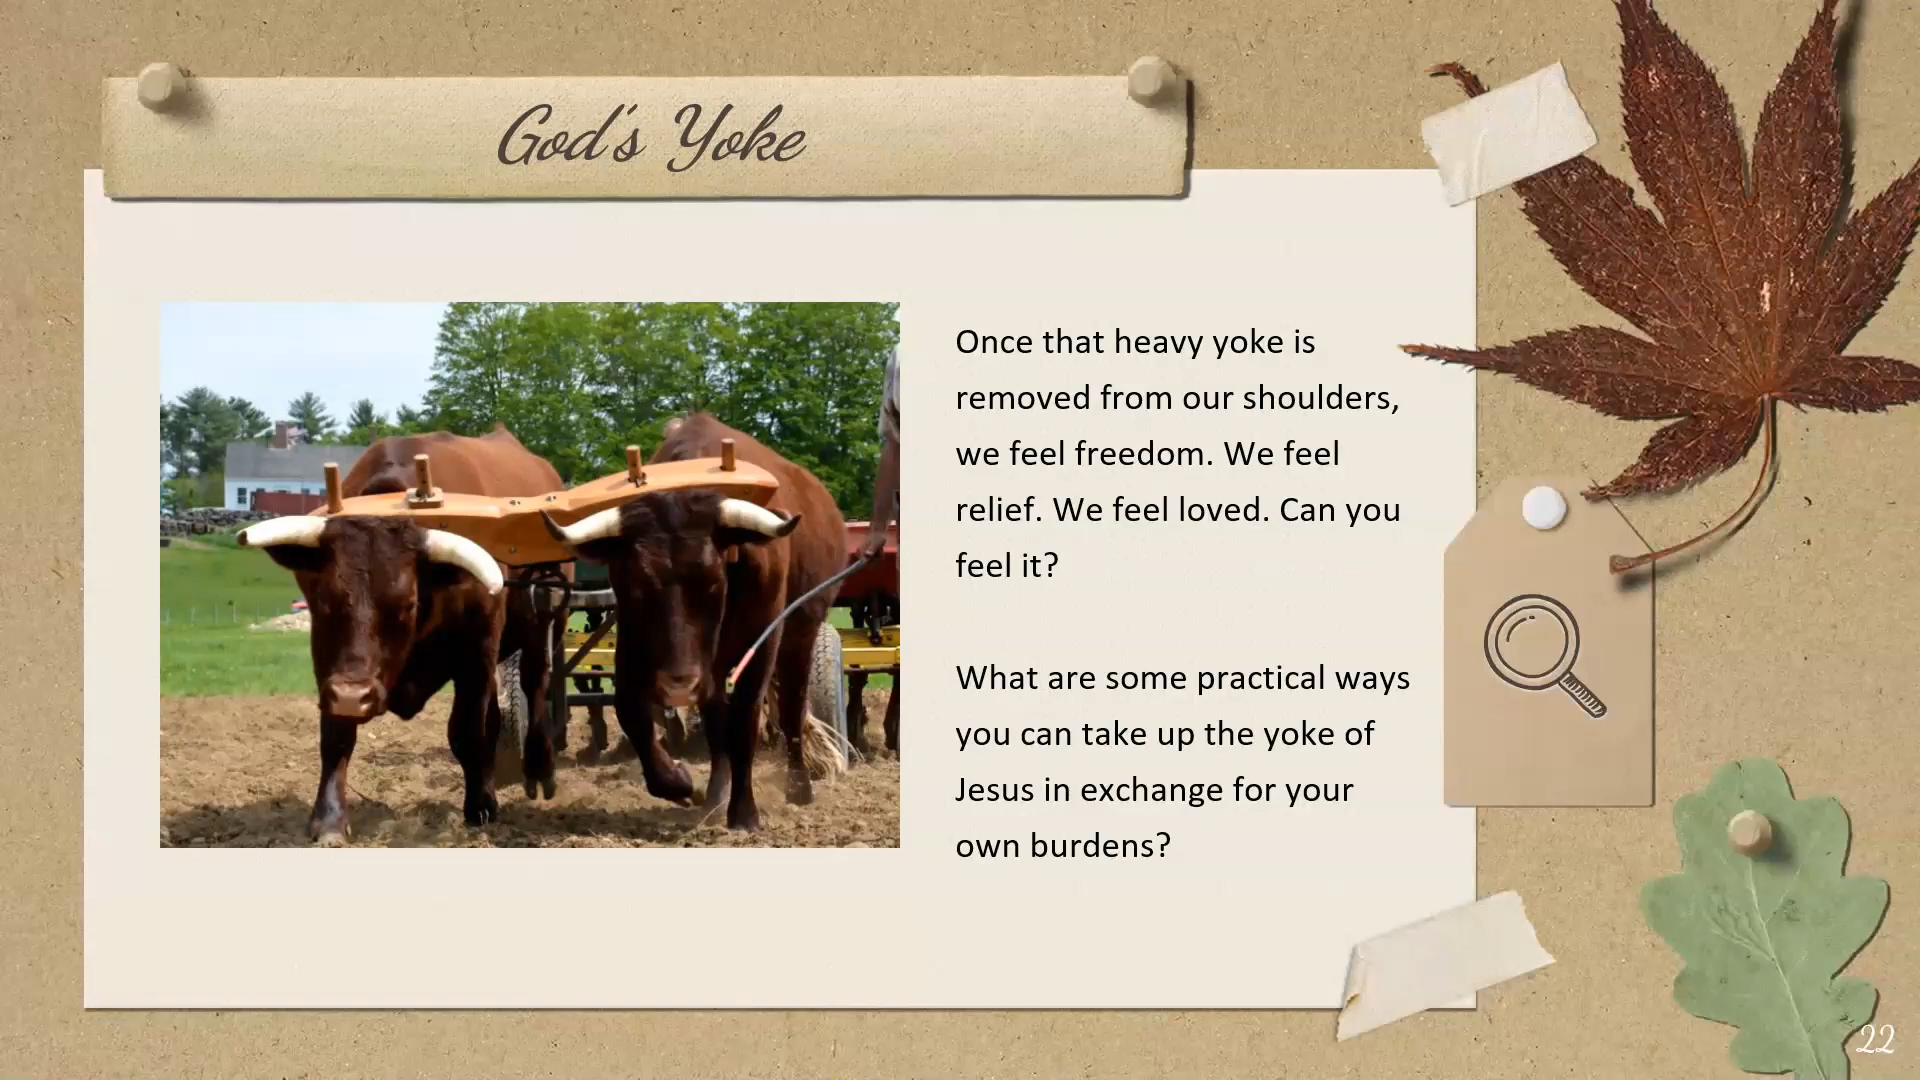 God's Yoke
Once that heavy yoke is
removed from our shoulders,
we feel freedom. We feel
relief. We feel loved. Can you
feel it?
What are some practical ways
you can take up the yoke of
Jesus in exchange for your
own burdens?
22